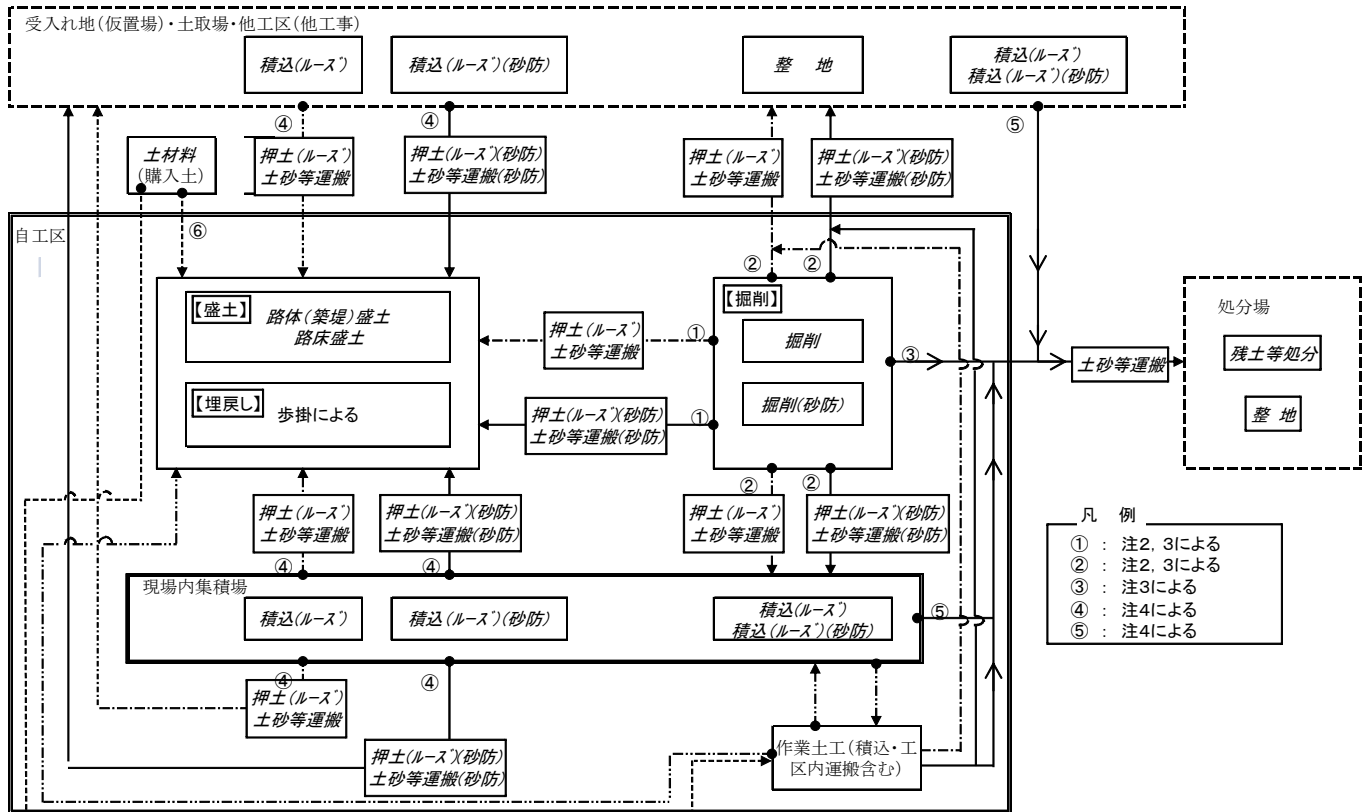 受入れ地(仮置場)・土取場・他工区(他工事)
積込(ルーズ)
積込(ルーズ)(砂防)
整 地
積込(ルーズ)
積込(ルーズ)(砂防)
④
④
⑤
土材料
(購入土)
押土(ルーズ)
土砂等運搬
押土(ルーズ)(砂防)
土砂等運搬(砂防)
押土(ルーズ)
土砂等運搬
押土(ルーズ)(砂防)
土砂等運搬(砂防)
自工区
⑥
②
②
【盛土】
路体(築堤)盛土
路床盛土
【埋戻し】
歩掛による
押土(ルーズ)
土砂等運搬
①
押土(ルーズ)(砂防)
土砂等運搬(砂防)
①
【掘削】
掘削
掘削(砂防)
③
土砂等運搬
処分場
残土等処分
整 地
押土(ルーズ)
土砂等運搬
押土(ルーズ)(砂防)
土砂等運搬(砂防)
②
②
押土(ルーズ)
土砂等運搬
押土(ルーズ)(砂防)
土砂等運搬(砂防)
④
④
現場内集積場
積込(ルーズ)
積込(ルーズ)(砂防)
積込(ルーズ)
積込(ルーズ)(砂防)
⑤
凡 例
① : 注2, 3による
② : 注2, 3による
③ : 注3による
④ : 注4による
⑤ : 注4による
④
④
押土(ルーズ)
土砂等運搬
押土(ルーズ)(砂防)
土砂等運搬(砂防)
作業土工(積込・工
区内運搬含む)